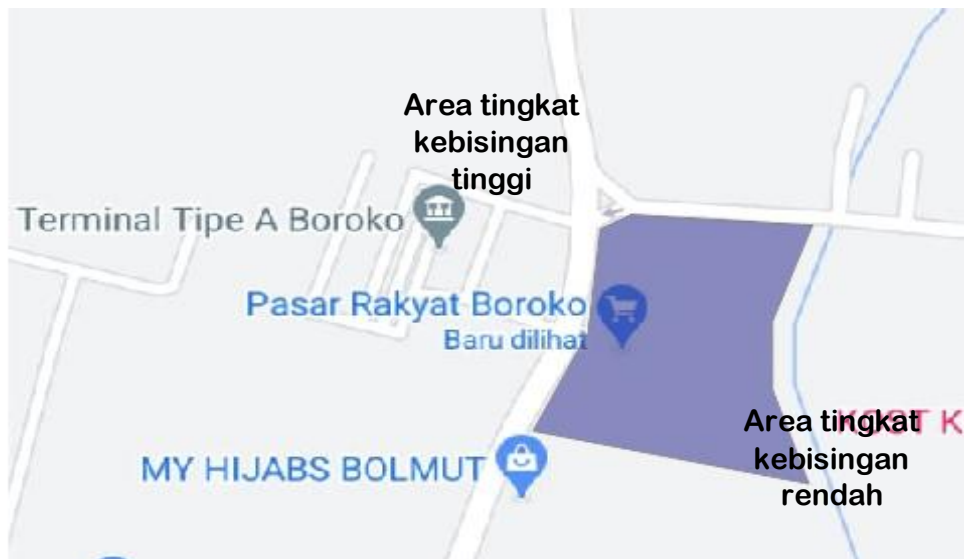 Area tingkat
kebisingan
tinggi
Terminal Tipe A Boroko
Pasar Rakyat Boroko
Baru dilihat
Area tingkat
kebisingan
rendah
KOST K
MY HIJABS BOLMUT